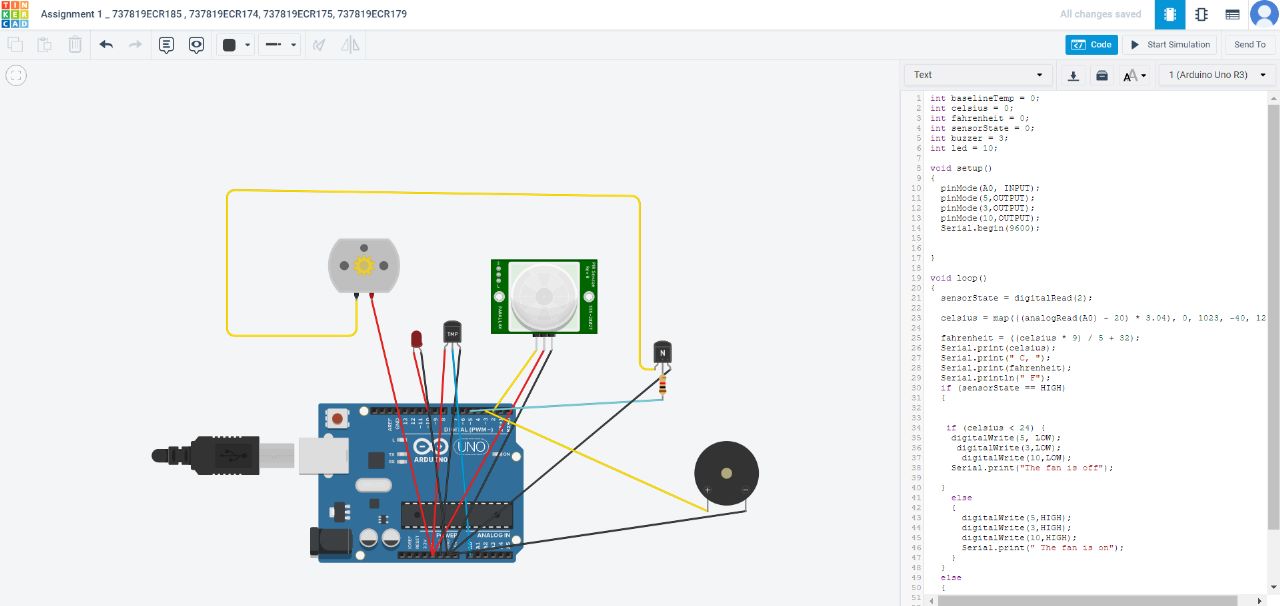 TIN
KER
CAD
Assignment 1 _ 737819ECR185 , 737819ECR174, 737819ECR175, 737819ECR179
All changes saved
Code
Start Simulation
Send To
Text
1 (Arduino Uno R3)
1 int baselineTemp = 0;
2 int celsius = 0;
3 int fahrenheit = 0;
4 int sensorState = 0;
5 int buzzer = 3;
6 int led = 10;
7
8 void setup()
9 {
10 pinMode(A0, INPUT);
11 pinMode(5,OUTPUT);
12 pinMode(3,OUTPUT);
13 pinMode(10,OUTPUT);
14 Serial.begin(9600);
15
16
17 }
18
19 void loop()
20 {
21 sensorState = digitalRead(2);
22
23 celsius = map(((analogRead(A0) - 20) * 3.04), 0, 1023, -40, 12
24
25 fahrenheit = ((celsius * 9) / 5 + 32);
26 Serial.print(celsius);
27 Serial.print(" C, ");
28 Serial.print(fahrenheit);
29 Serial.println(" F");
30 if (sensorState == HIGH)
31 {
32
33
34 if (celsius < 24) {
35 digitalWrite(5, LOW);
36 digitalWrite(3,LOW);
37 digitalWrite(10,LOW);
38 Serial.print("The fan is off");
39
40 }
41 else
42 {
43 digitalWrite(5,HIGH);
44 digitalWrite(3,HIGH);
45 digitalWrite(10,HIGH);
46 Serial.print(" The fan is on");
47 }
48 }
49 else
50 {
51
TMP
N
DIGITAL (PWM~)
UNO
ARDUINO
POWER
ANALOG IN